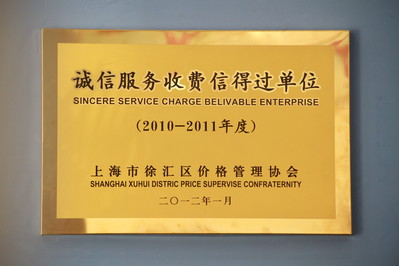 诚信服务收费信得过单位
SINCERE SERVICE CHARGE BELIVABLE ENTERPRISE
(2010-2011年度)
上海市徐汇区价格管理协会
SHANGHAI XUHUI DISTRIC PRICE SUPERVISE CONFRATERNITY
二〇一二年一月